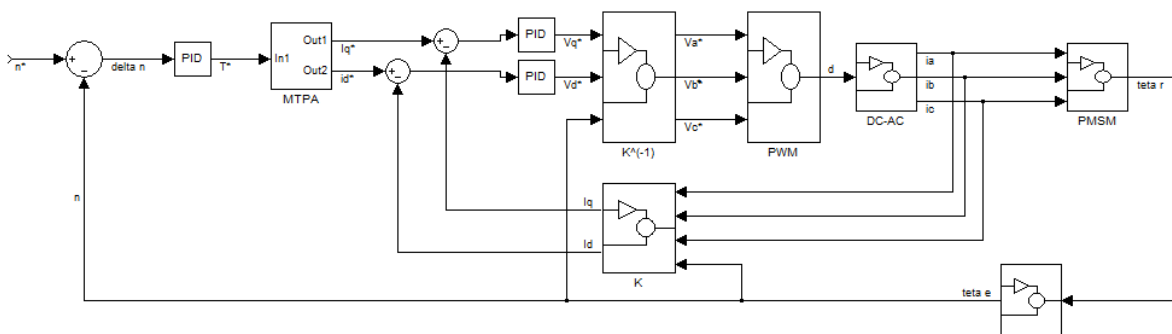 n*
delta n
PID
T*
In1
Out1
Out2
MTPA
Iq*
id*
PID
PID
Vq*
Vd*
K^(-1)
Va*
Vb*
Vc*
PWM
d
DC-AC
ia
ib
ic
PMSM
teta r
n
Iq
Id
K
teta e